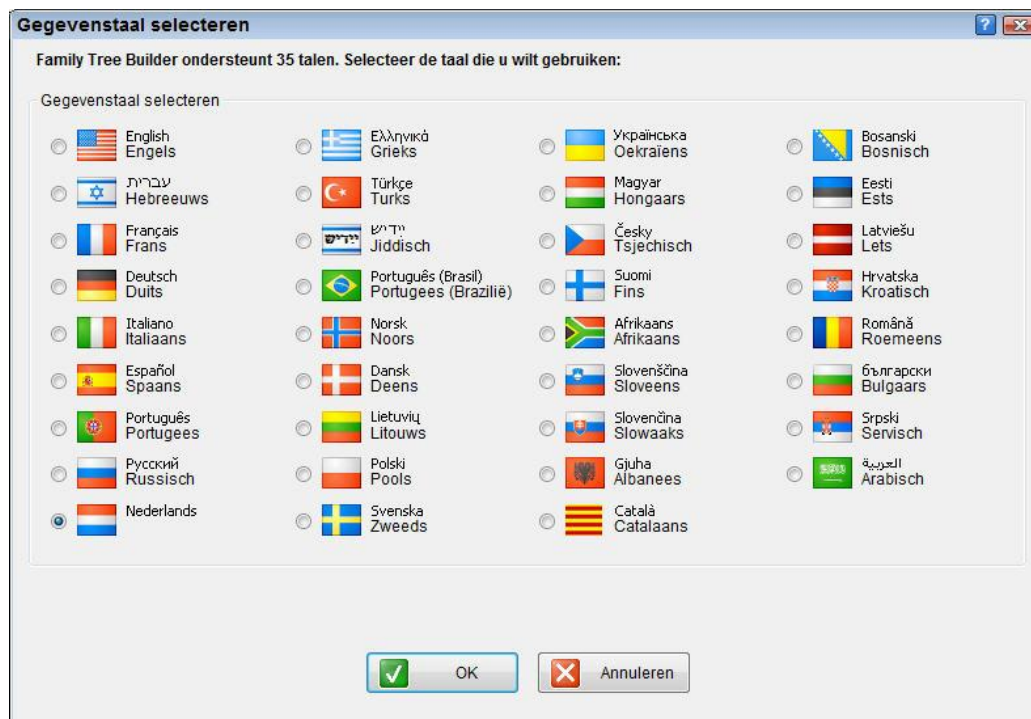 Gegevenstaal selecteren
Family Tree Builder ondersteunt 35 talen. Selecteer de taal die u wilt gebruiken:
Gegevenstaal selecteren
English
Engels
עברית
Hebreeuws
Français
Frans
Deutsch
Duits
Italiano
Italiaans
Español
Spaans
Português
Portugees
Русский
Russisch
Nederlands
Ελληνικά
Grieks
Türkçe
Turks
ייִדיש
ייִדיש
Jiddisch
Português (Brasil)
Portugees (Brazilië)
Norsk
Noors
Dansk
Deens
Lietuvių
Litouws
Polski
Pools
Svenska
Zweeds
Українська
Oekraïens
Magyar
Hongaars
Česky
Tsjechisch
Suomi
Fins
Afrikaans
Afrikaans
Slovenščina
Sloveens
Slovenčina
Slowaaks
Gjuha
Albanees
Català
Catalaans
Bosanski
Bosnisch
Eesti
Ests
Latviešu
Lets
Hrvatska
Kroatisch
Română
Roemeens
български
Bulgaars
Srpski
Servisch
العربية
Arabisch
OK
Annuleren